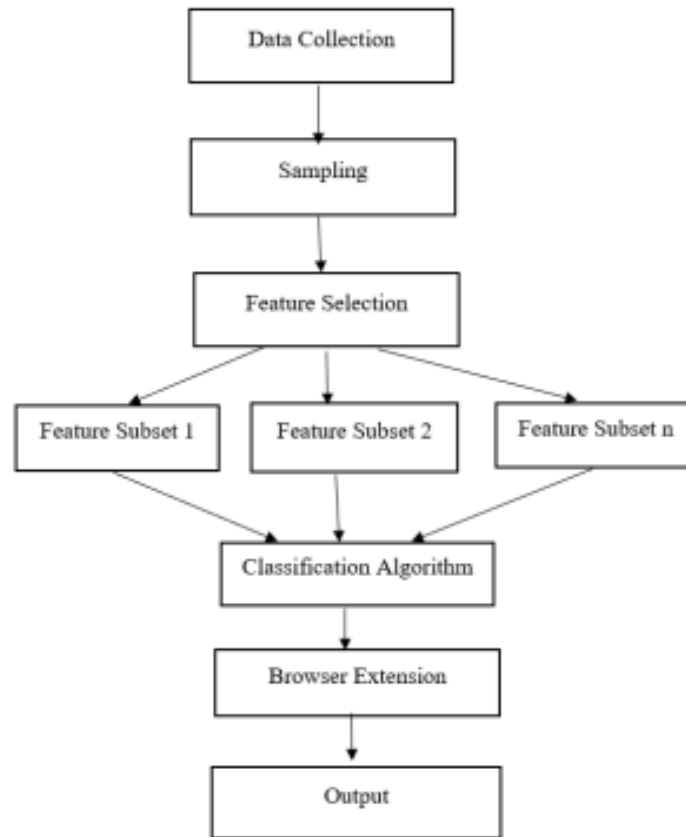 Data Collection
Sampling
Feature Selection
Feature Subset 1
Feature Subset 2
Feature Subset n
Classification Algorithm
Browser Extension
Output